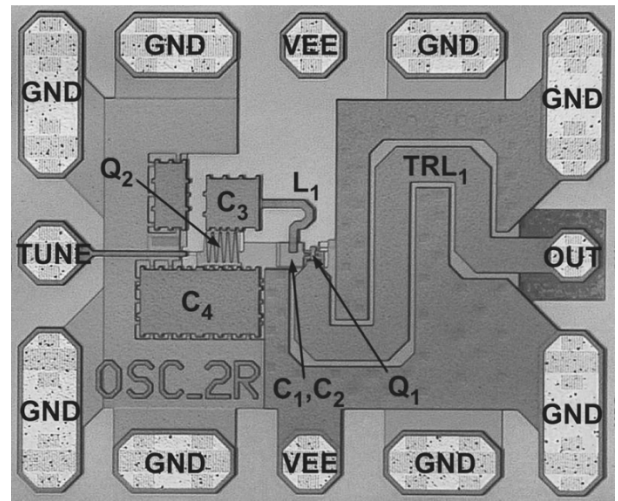 GND VEE GND
GND GND
Q2 L1 TRL1
C3
TUNE OUT
C4
OSC_2R C1,C2 Q1
GND GND
GND VEE GND